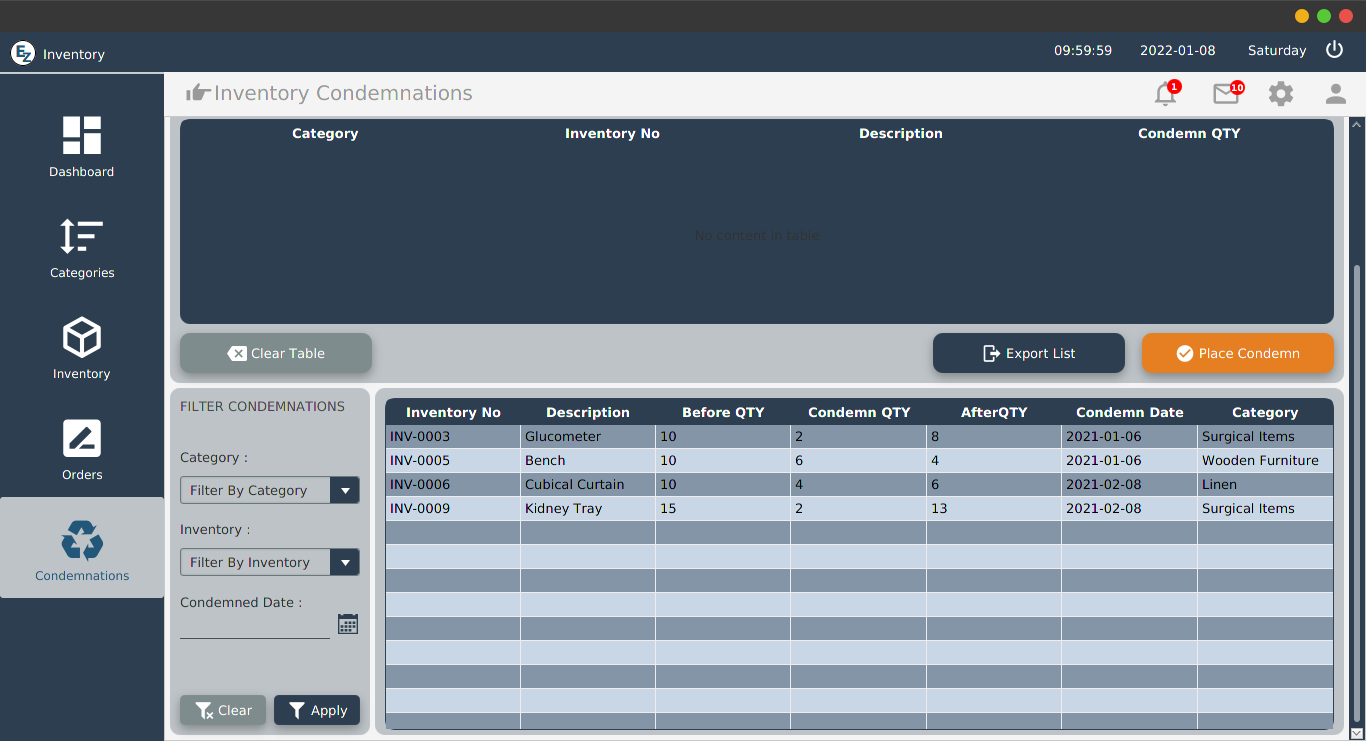 EZ Inventory 09:59:59 2022-01-08 Saturday
Inventory Condemnations 1 10
Dashboard
Categories
Inventory
Orders
Condemnations
Category Inventory No Description Condemn QTY
No content in table
Clear Table Export List Place Condemn
FILTER CONDEMNATIONS
Category :
Filter By Category
Inventory :
Filter By Inventory
Condemned Date :
Clear Apply
Inventory No Description Before QTY Condemn QTY AfterQTY Condemn Date Category
INV-0003 Glucometer 10 2 8 2021-01-06 Surgical Items
INV-0005 Bench 10 6 4 2021-01-06 Wooden Furniture
INV-0006 Cubical Curtain 10 4 6 2021-02-08 Linen
INV-0009 Kidney Tray 15 2 13 2021-02-08 Surgical Items